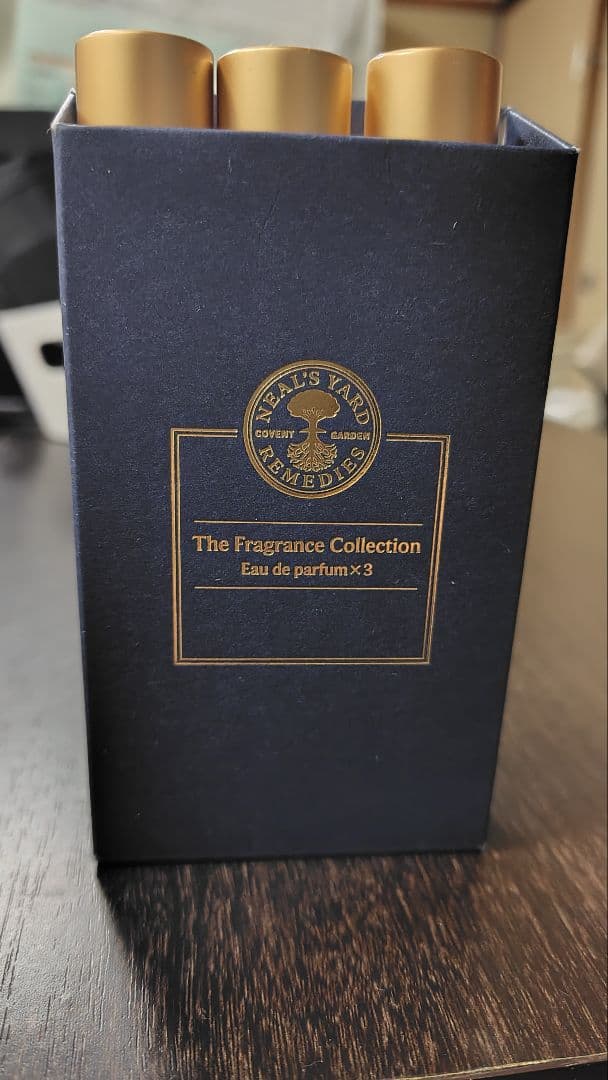 NEAL'S YARD
COVENT GARDEN
REMEDIES
The Fragrance Collection
Eau de parfum×3